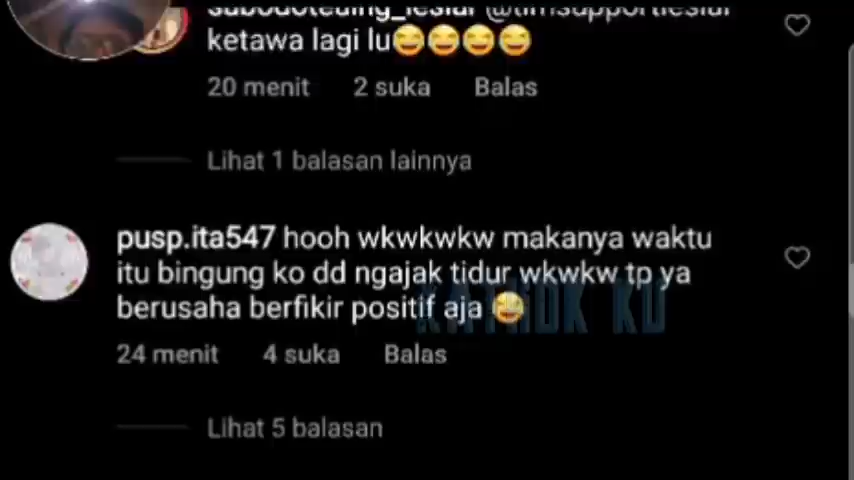 ketawa lagi lu😂😂😂😂
20 menit 2 suka Balas
Lihat 1 balasan lainnya
pusp.ita547 hooh wkwkwkw makanya waktu
itu bingung ko dd ngajak tidur wkwkw tp ya
berusaha berfikir positif aja 😂
24 menit 4 suka Balas
Lihat 5 balasan